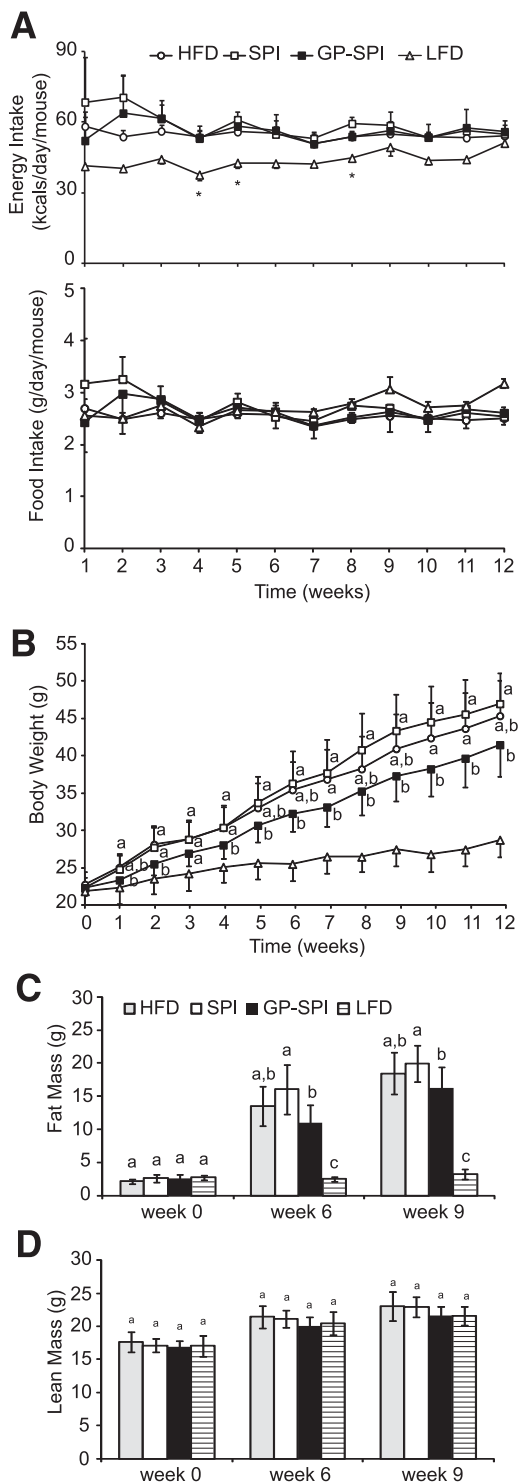 A
HFD SPI GP-SPI LFD
Energy Intake
(kcals/day/mouse)
90
60
30
0
* * *
Food Intake (g/day/mouse)
5
4
3
2
1
0
1 2 3 4 5 6 7 8 9 10 11 12
Time (weeks)
B
Body Weight (g)
55
50
45
40
35
30
25
20
a a a a a a a a a a a a
a,b a a a,b a,b a,b a,b a a a,b
b b b b b b b b b b b b
0 1 2 3 4 5 6 7 8 9 10 11 12
Time (weeks)
C
HFD SPI GP-SPI LFD
Fat Mass (g)
30
25
20
15
10
5
0
a a a a
a,b a b c
a,b a b c
week 0 week 6 week 9
D
Lean Mass (g)
30
25
20
15
10
5
0
a a a a
a a a a
a a a a
week 0 week 6 week 9